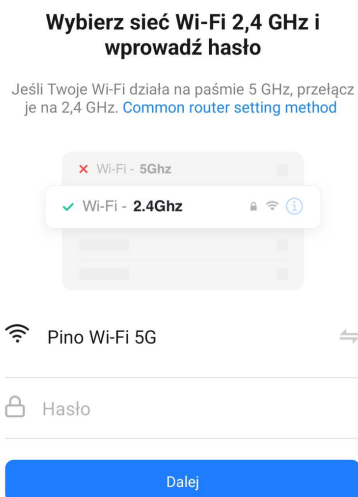 Wybierz sieć Wi-Fi 2,4 GHz i
wprowadź hasło
Jeśli Twoje Wi-Fi działa na paśmie 5 GHz, przełącz
je na 2,4 GHz. Common router setting method
Wi-Fi - 5Ghz
Wi-Fi - 2.4Ghz
Pino Wi-Fi 5G
Hasło
Dalej